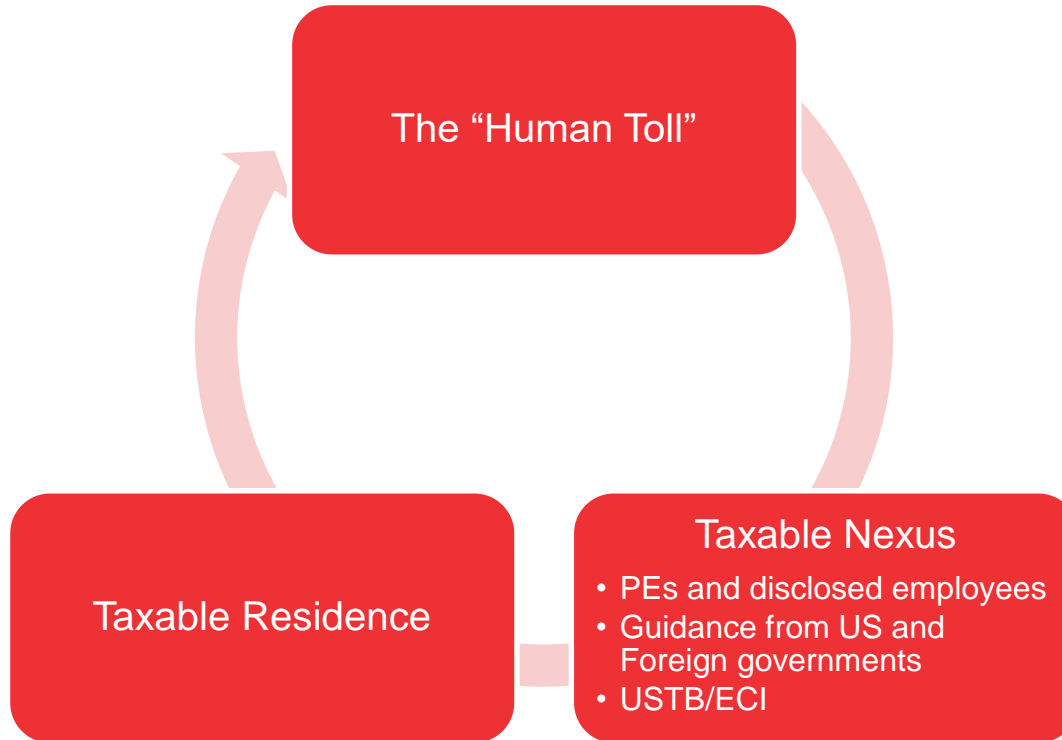 The “Human Toll”
Taxable Residence
Taxable Nexus
• PEs and disclosed employees
• Guidance from US and
Foreign governments
• USTB/ECI